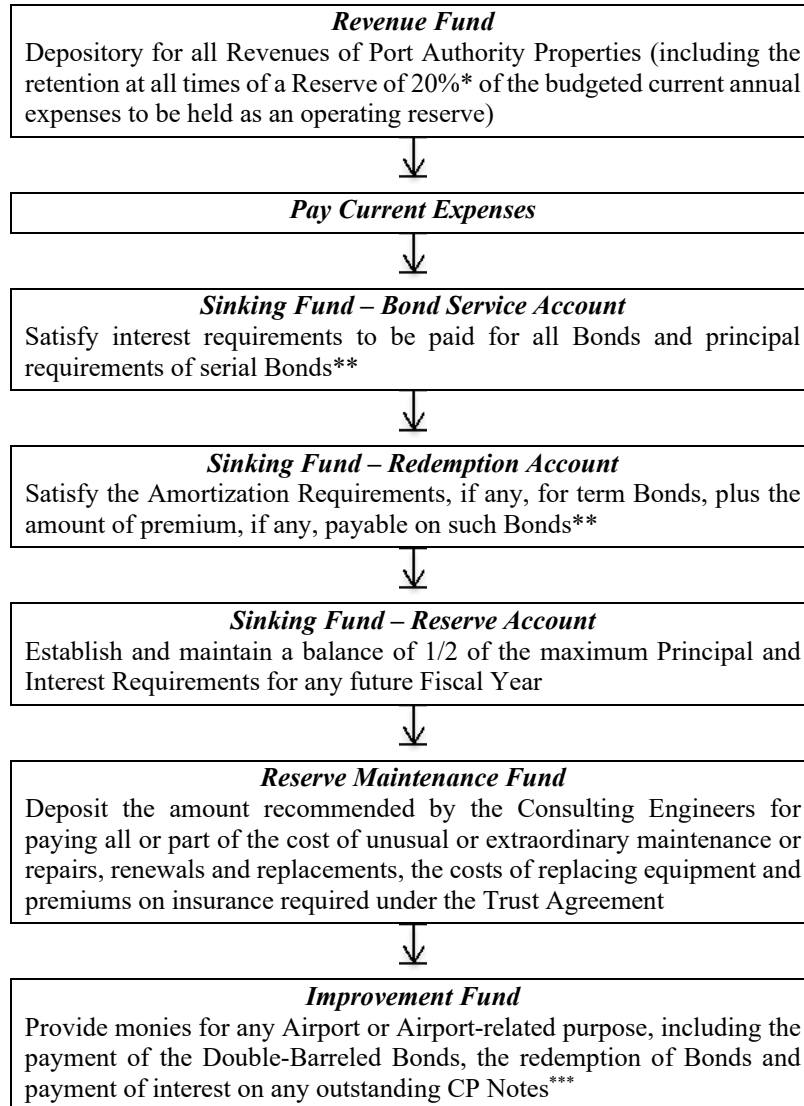 Revenue Fund
Depository for all Revenues of Port Authority Properties (including the
retention at all times of a Reserve of 20%* of the budgeted current annual
expenses to be held as an operating reserve)
Pay Current Expenses
Sinking Fund – Bond Service Account
Satisfy interest requirements to be paid for all Bonds and principal
requirements of serial Bonds**
Sinking Fund – Redemption Account
Satisfy the Amortization Requirements, if any, for term Bonds, plus the
amount of premium, if any, payable on such Bonds**
Sinking Fund – Reserve Account
Establish and maintain a balance of 1/2 of the maximum Principal and
Interest Requirements for any future Fiscal Year
Reserve Maintenance Fund
Deposit the amount recommended by the Consulting Engineers for
paying all or part of the cost of unusual or extraordinary maintenance or
repairs, renewals and replacements, the costs of replacing equipment and
premiums on insurance required under the Trust Agreement
Improvement Fund
Provide monies for any Airport or Airport-related purpose, including the
payment of the Double-Barreled Bonds, the redemption of Bonds and
payment of interest on any outstanding CP Notes***